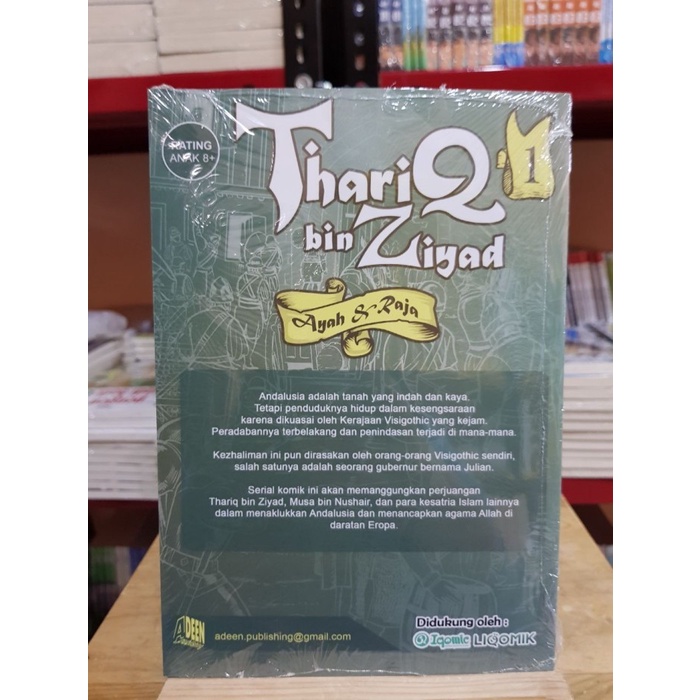 RATING
ANAK 8+
ThariQ
1
bin Ziyad
Ayah & Raja
Andalusia adalah tanah yang indah dan kaya.
Tetapi penduduknya hidup dalam kesengsaraan
karena dikuasai oleh Kerajaan Visigothic yang kejam.
Peradabannya terbelakang dan penindasan terjadi di mana-mana.
Kezhaliman ini pun dirasakan oleh orang-orang Visigothic sendiri,
salah satunya adalah seorang gubernur bernama Julian.
Serial komik ini akan memanggungkan perjuangan
Thariq bin Ziyad, Musa bin Nushair, dan para kesatria Islam lainnya
dalam menaklukkan Andalusia dan menancapkan agama Allah di
daratan Eropa.
ADEEN
adeen.publishing@gmail.com
Didukung oleh :
Iqomic LIQOMIK